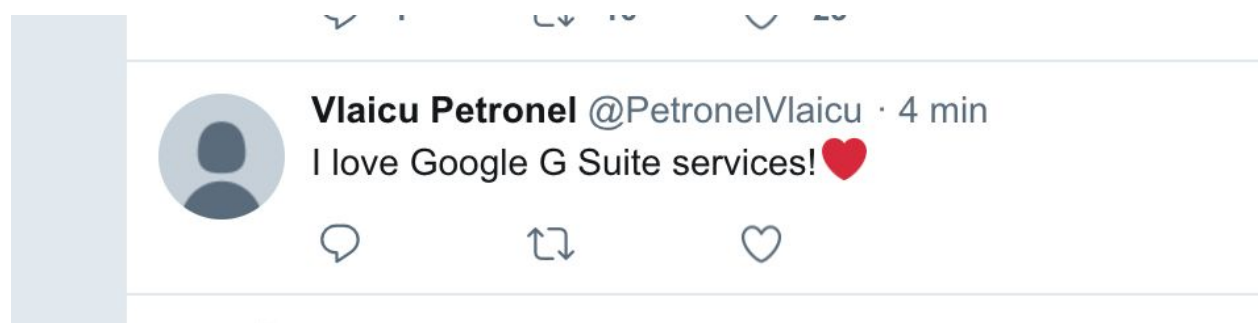 Vlaicu Petronel @PetronelVlaicu · 4 min
I love Google G Suite services!❤️